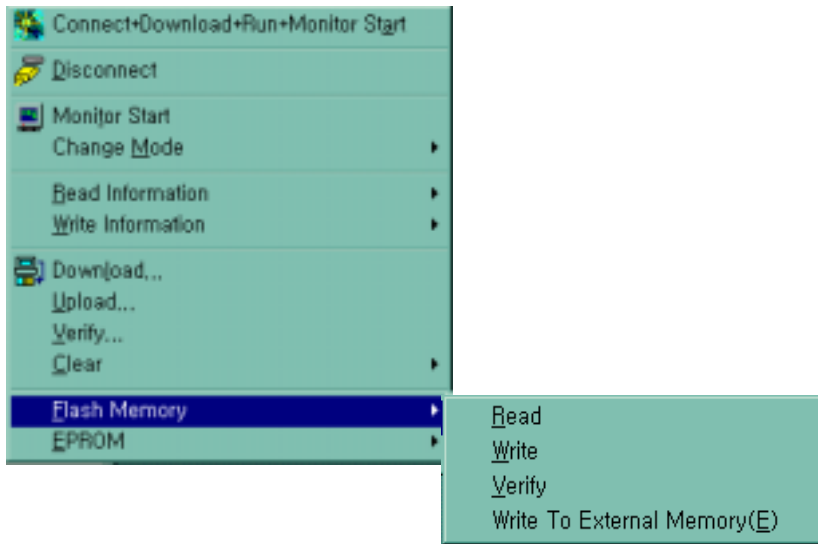 Connect+Download+Run+Monitor Start
Disconnect
Monitor Start
Change Mode
Read Information
Write Information
Download...
Upload...
Verify...
Clear
Flash Memory
EPROM
Read
Write
Verify
Write To External Memory(E)